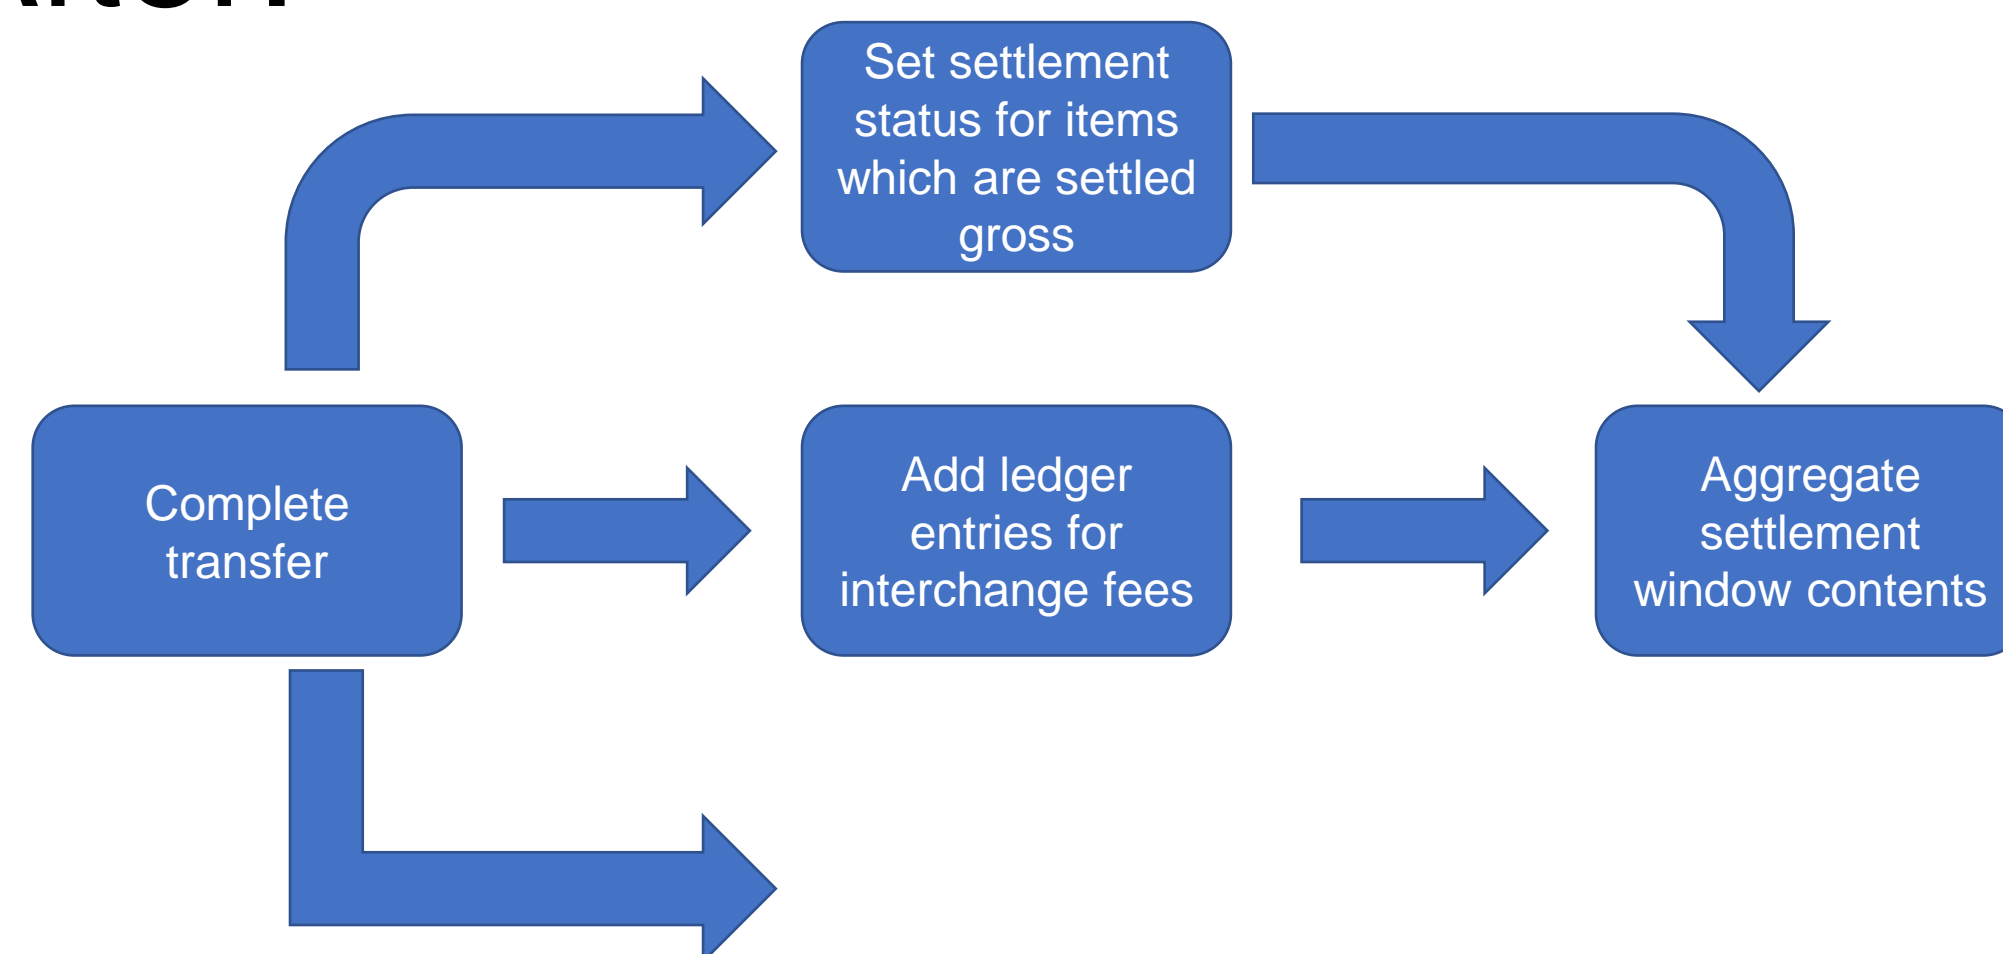 Set settlement
status for items
which are settled
gross
Complete
transfer
Add ledger
entries for
interchange fees
Aggregate
settlement
window contents